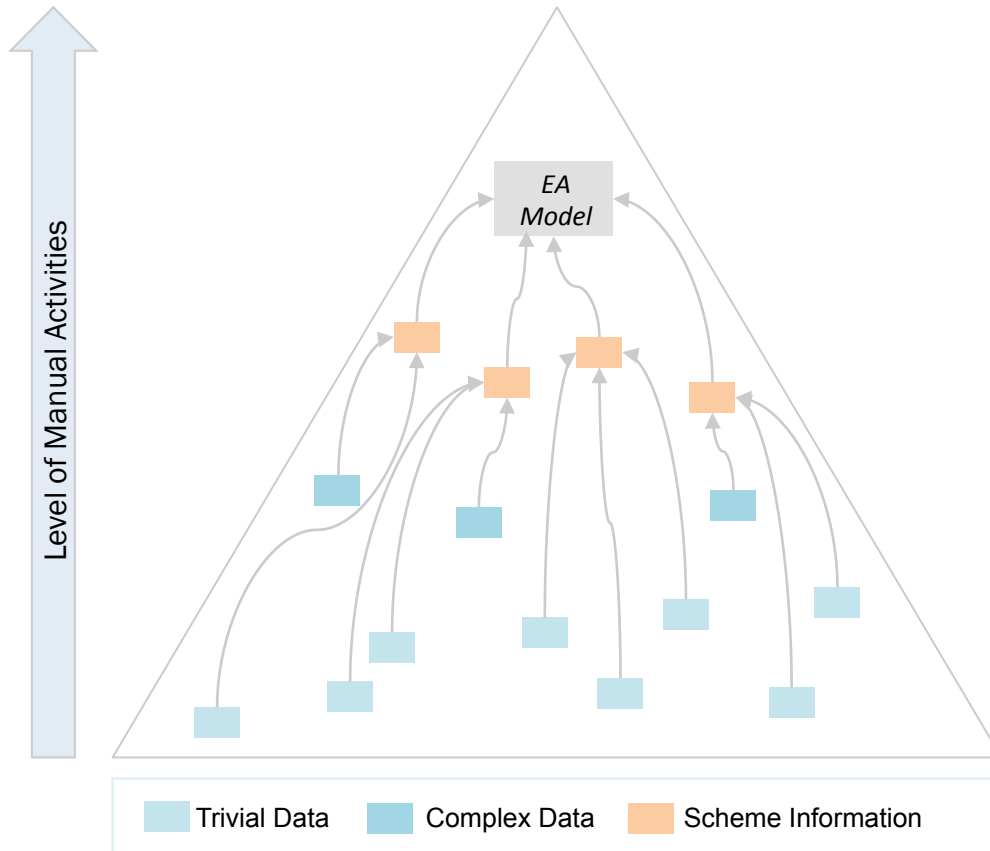 Level of Manual Activities
EA
Model
Trivial Data
Complex Data
Scheme Information